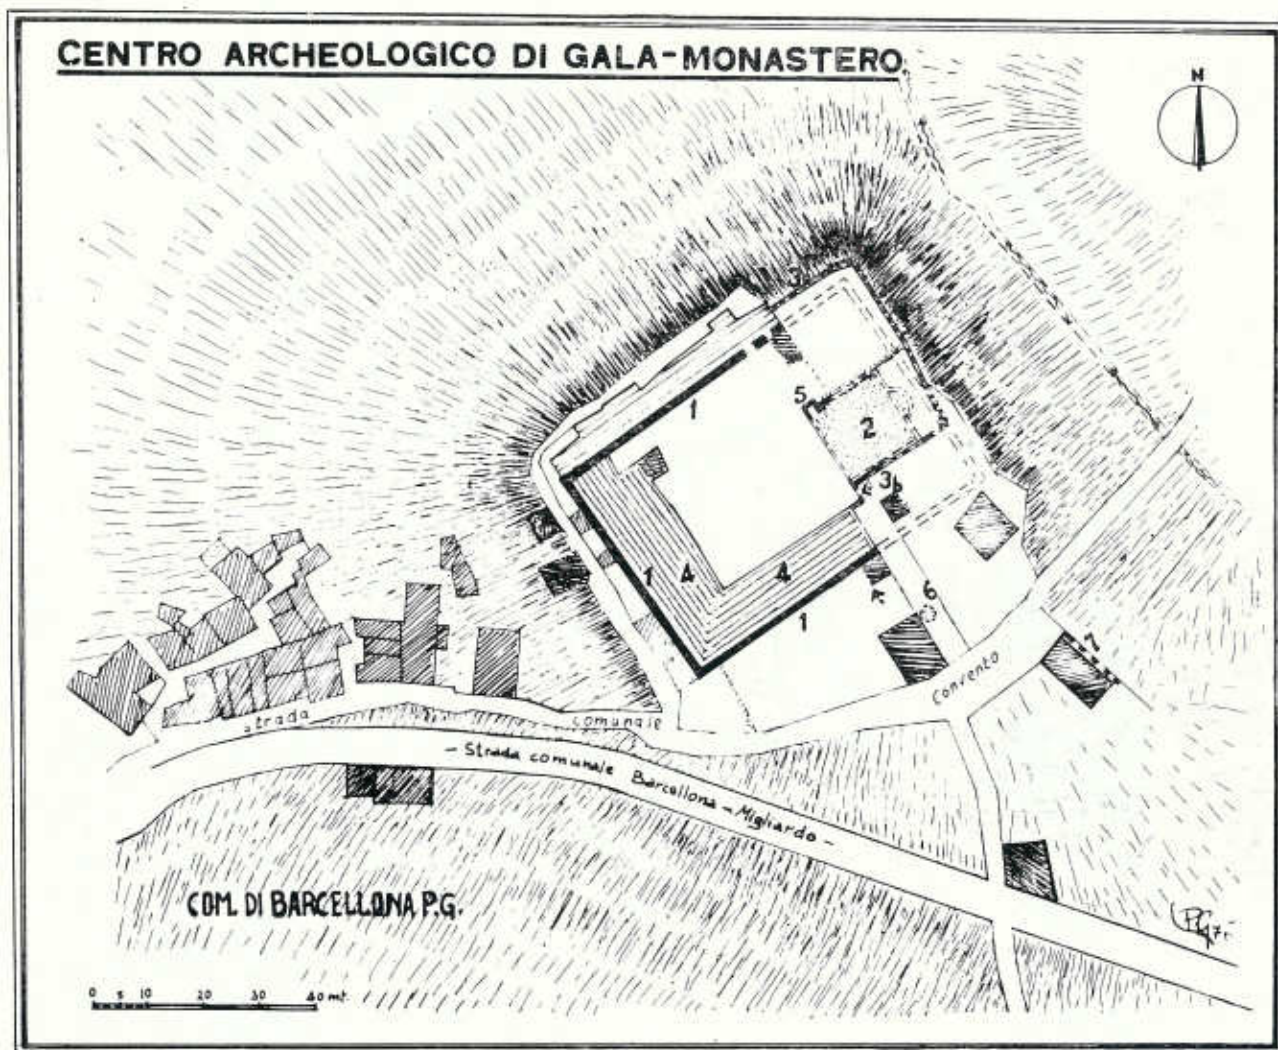 CENTRO ARCHEOLOGICO DI GALA-MONASTERO
N
3
1
5
2
3
1
4
4
6
1
7
convento
strada comunale
- Strada comunale Barcellona - Migliardo -
COM. DI BARCELLONA P.G.
0 5 10 20 30 40 mt.